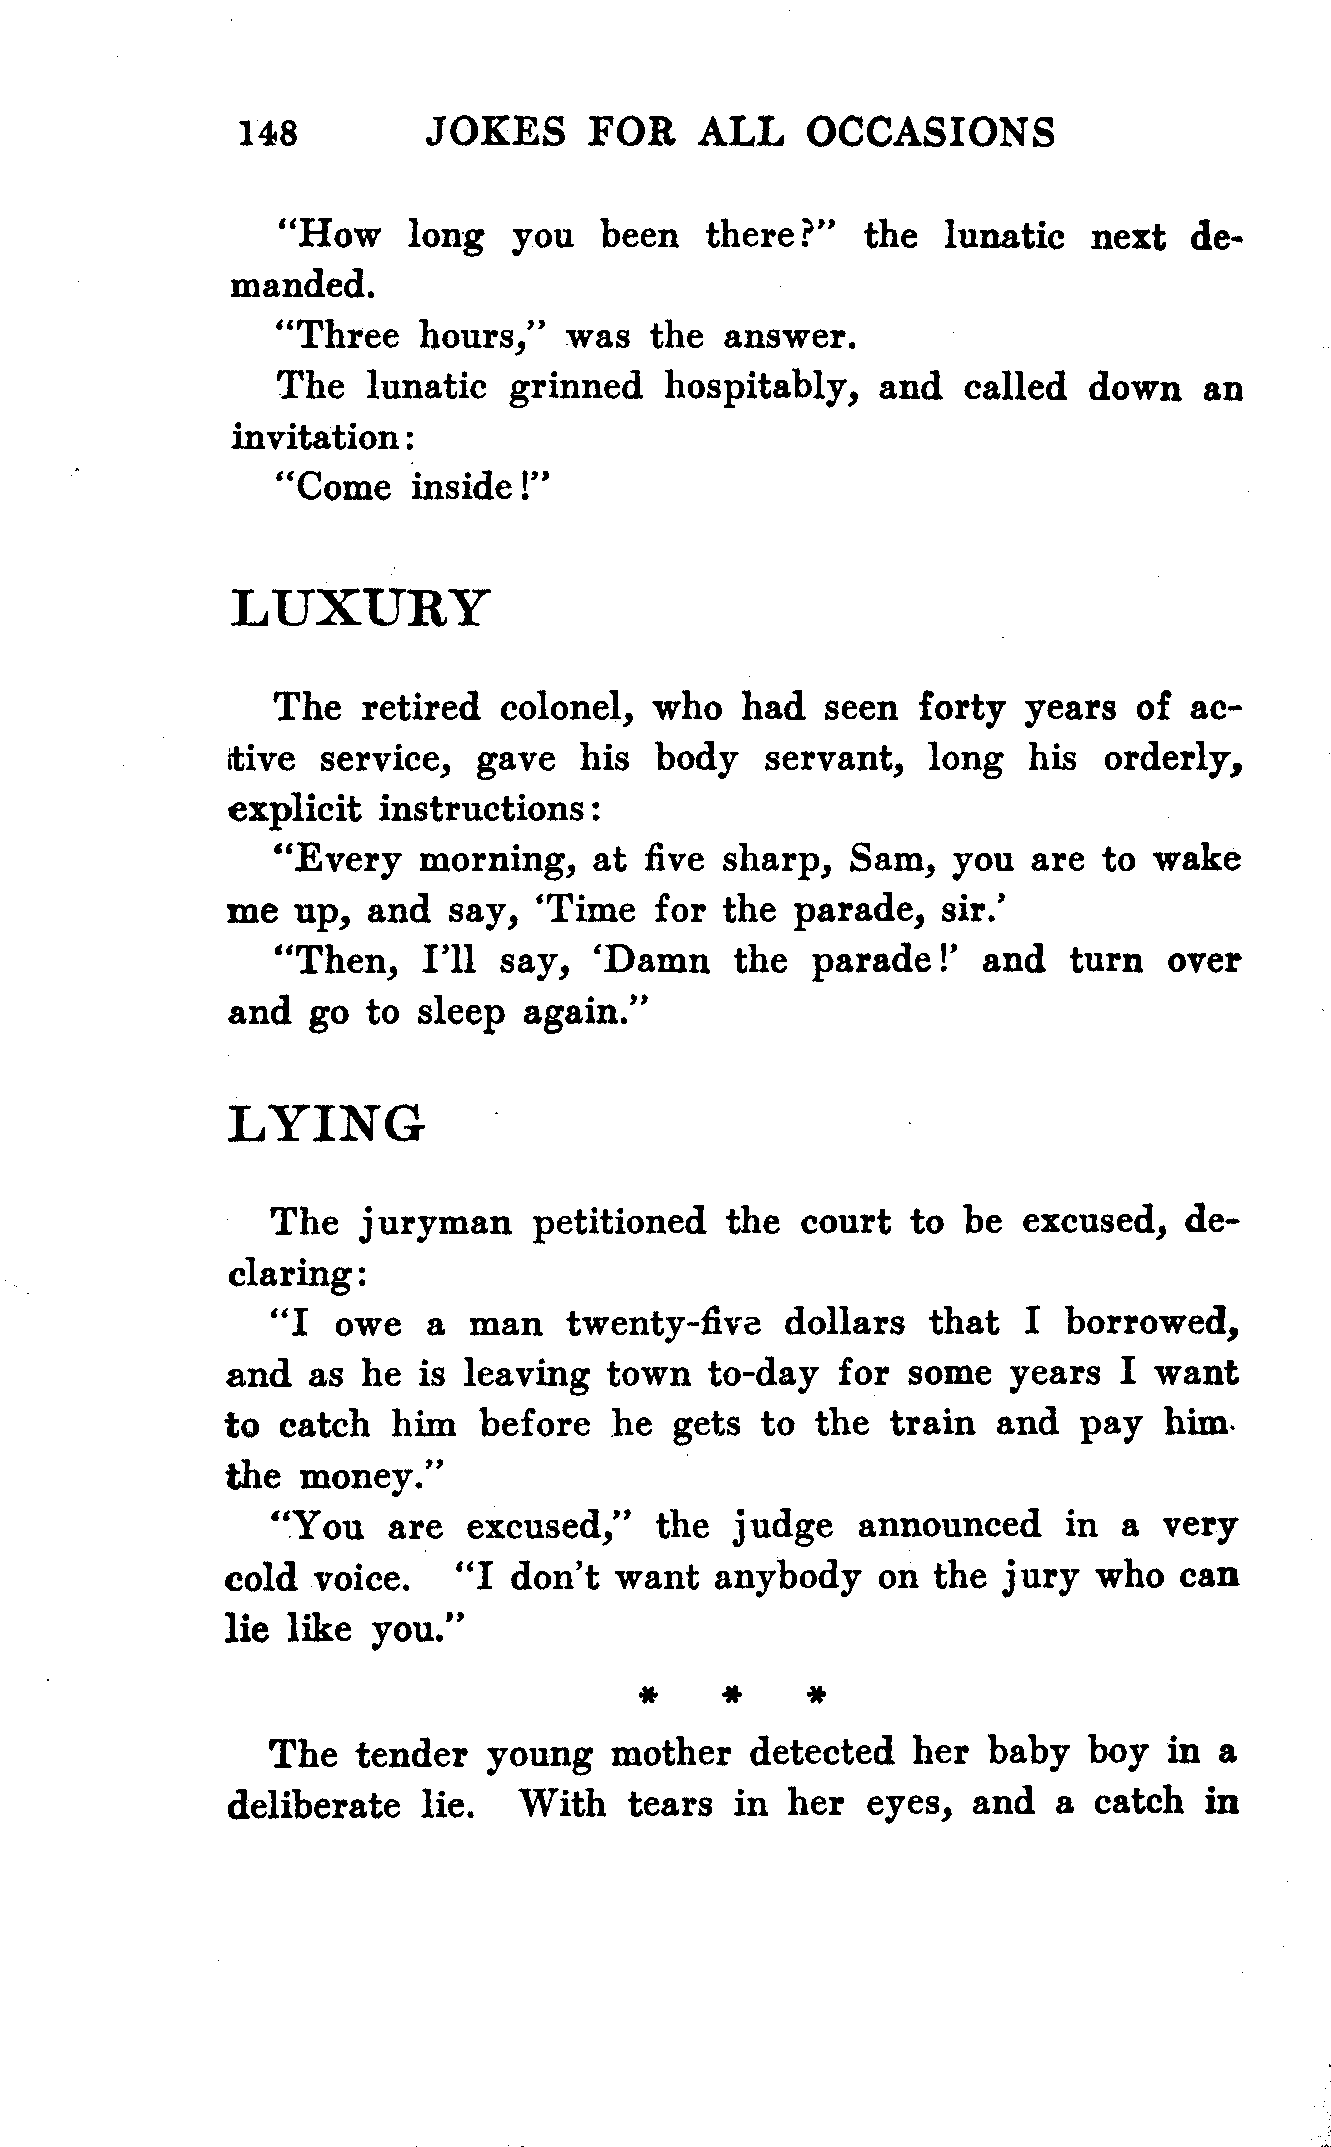 148 JOKES FOR ALL OCCASIONS
"How long you been there?" the lunatic next de-
manded.
"Three hours," was the answer.
The lunatic grinned hospitably, and called down an
invitation:
"Come inside!"
LUXURY
The retired colonel, who had seen forty years of ac-
tive service, gave his body servant, long his orderly,
explicit instructions:
"Every morning, at five sharp, Sam, you are to wake
me up, and say, 'Time for the parade, sir.'
"Then, I'll say, 'Damn the parade!' and turn over
and go to sleep again."
LYING
The juryman petitioned the court to be excused, de-
claring:
"I owe a man twenty-five dollars that I borrowed,
and as he is leaving town to-day for some years I want
to catch him before he gets to the train and pay him
the money."
"You are excused," the judge announced in a very
cold voice. "I don't want anybody on the jury who can
lie like you."
* * *
The tender young mother detected her baby boy in a
deliberate lie. With tears in her eyes, and a catch in